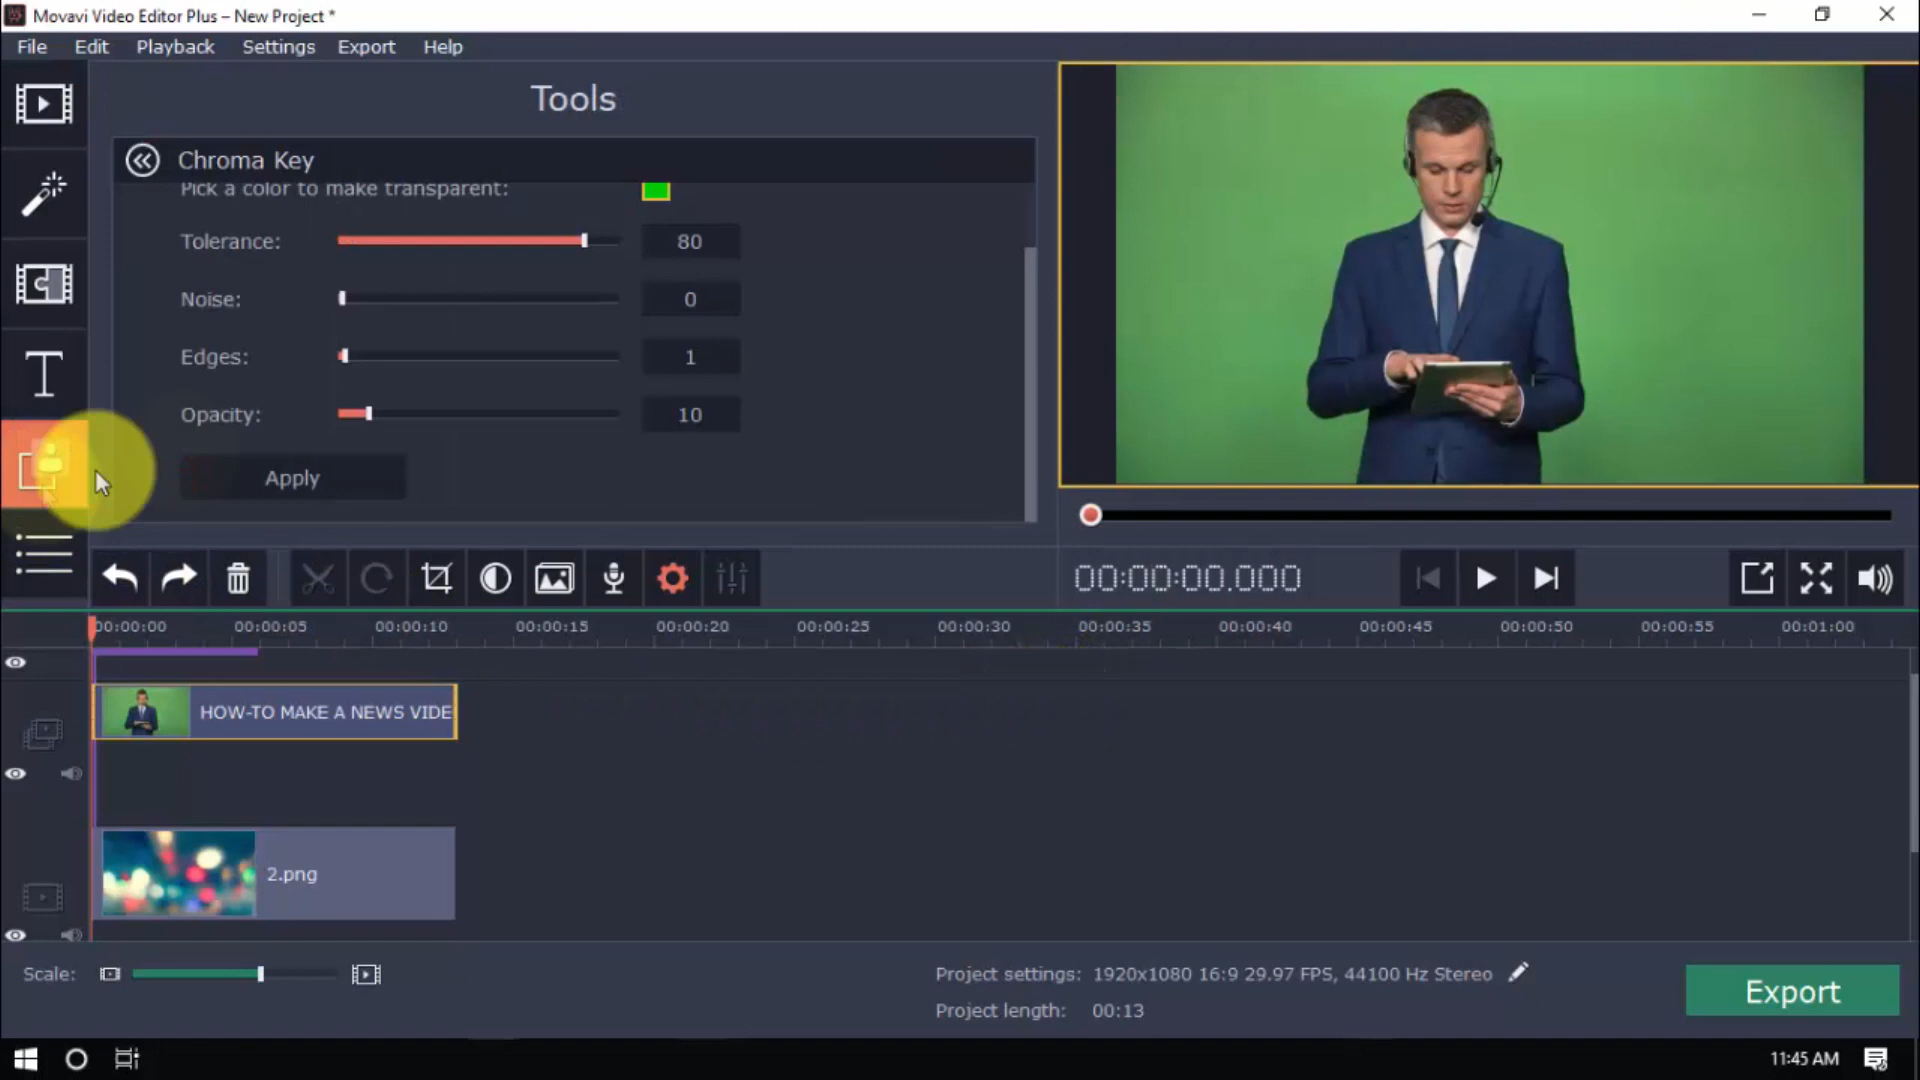 Movavi Video Editor Plus – New Project *
File Edit Playback Settings Export Help
Tools
Chroma Key
Pick a color to make transparent:
Tolerance: 80
Noise: 0
Edges: 1
Opacity: 10
Apply
00:00:00.000
00:00:00 00:00:05 00:00:10 00:00:15 00:00:20 00:00:25 00:00:30 00:00:35 00:00:40 00:00:45 00:00:50 00:00:55 00:01:00
HOW-TO MAKE A NEWS VIDE
2.png
Scale:
Project settings: 1920x1080 16:9 29.97 FPS, 44100 Hz Stereo
Project length: 00:13
Export
11:45 AM